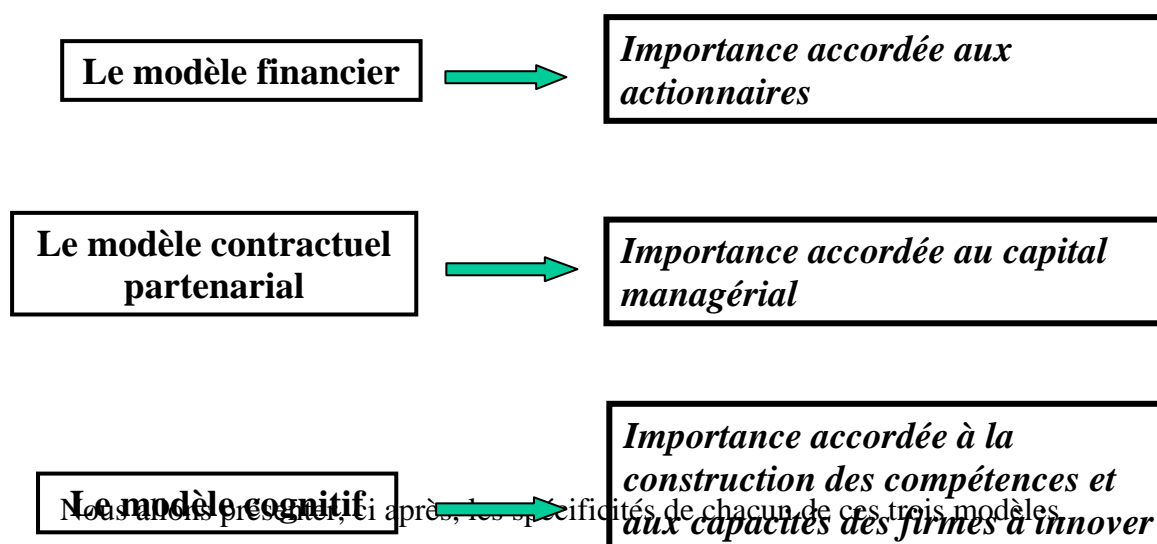 Le modèle financier
Importance accordée aux
actionnaires
Le modèle contractuel
partenarial
Importance accordée au capital
managérial
Le modèle cognitif
Importance accordée à la
construction des compétences et
aux capacités des firmes à innover
Nous allons présenter, ci après, les spécificités de chacun de ces trois modèles